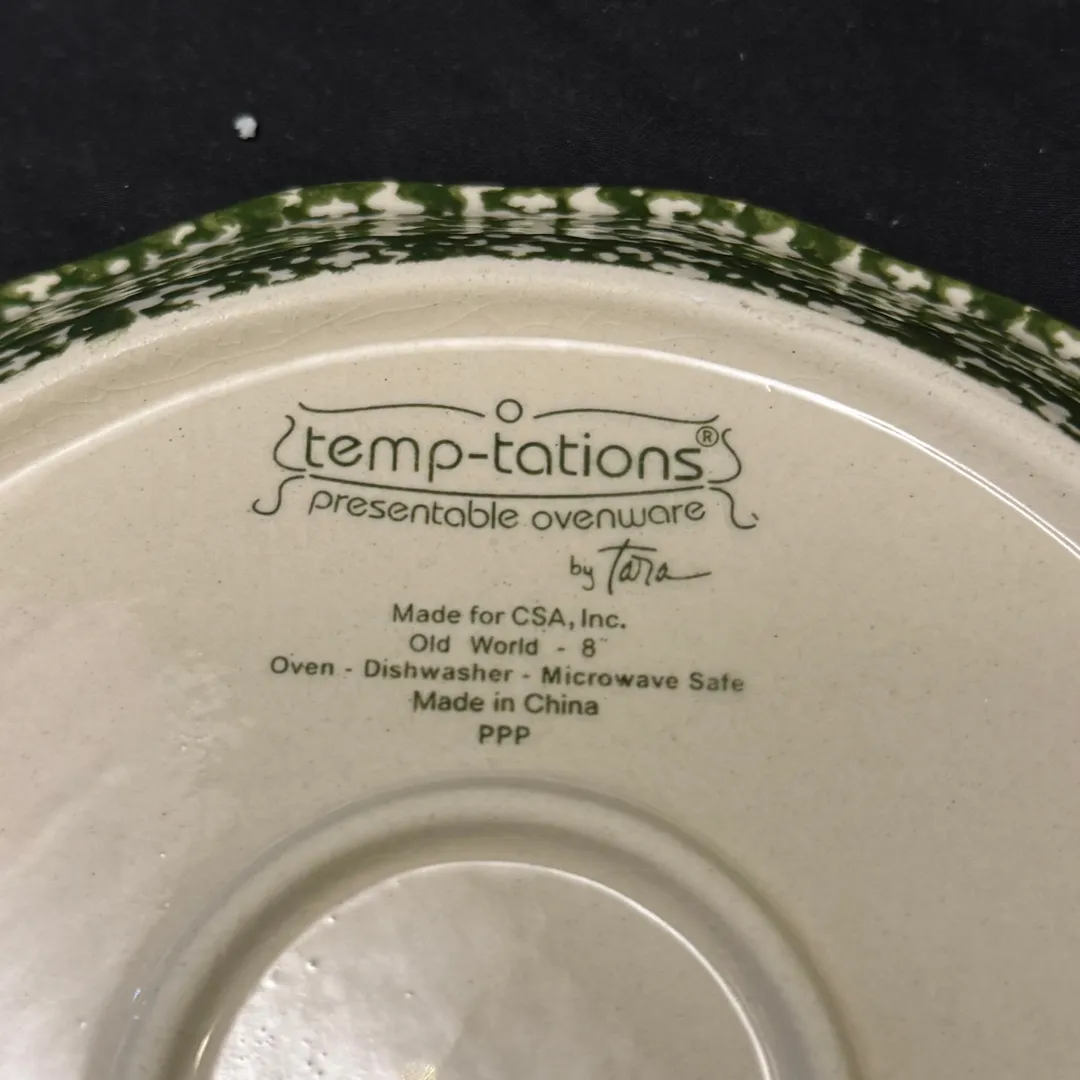 temp-tations®
presentable ovenware
by Tara
Made for CSA, Inc.
Old World - 8"
Oven - Dishwasher - Microwave Safe
Made in China
PPP